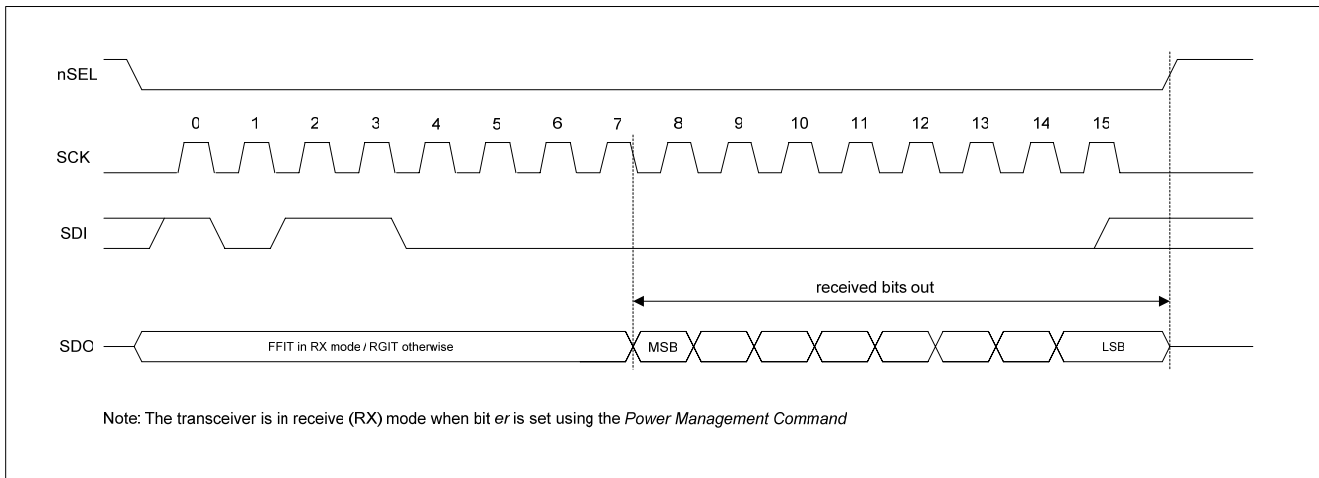 nSEL
0 1 2 3 4 5 6 7 8 9 10 11 12 13 14 15
SCK
SDI
received bits out
SDO FFIT in RX mode / RGIT otherwise MSB LSB
Note: The transceiver is in receive (RX) mode when bit er is set using the Power Management Command